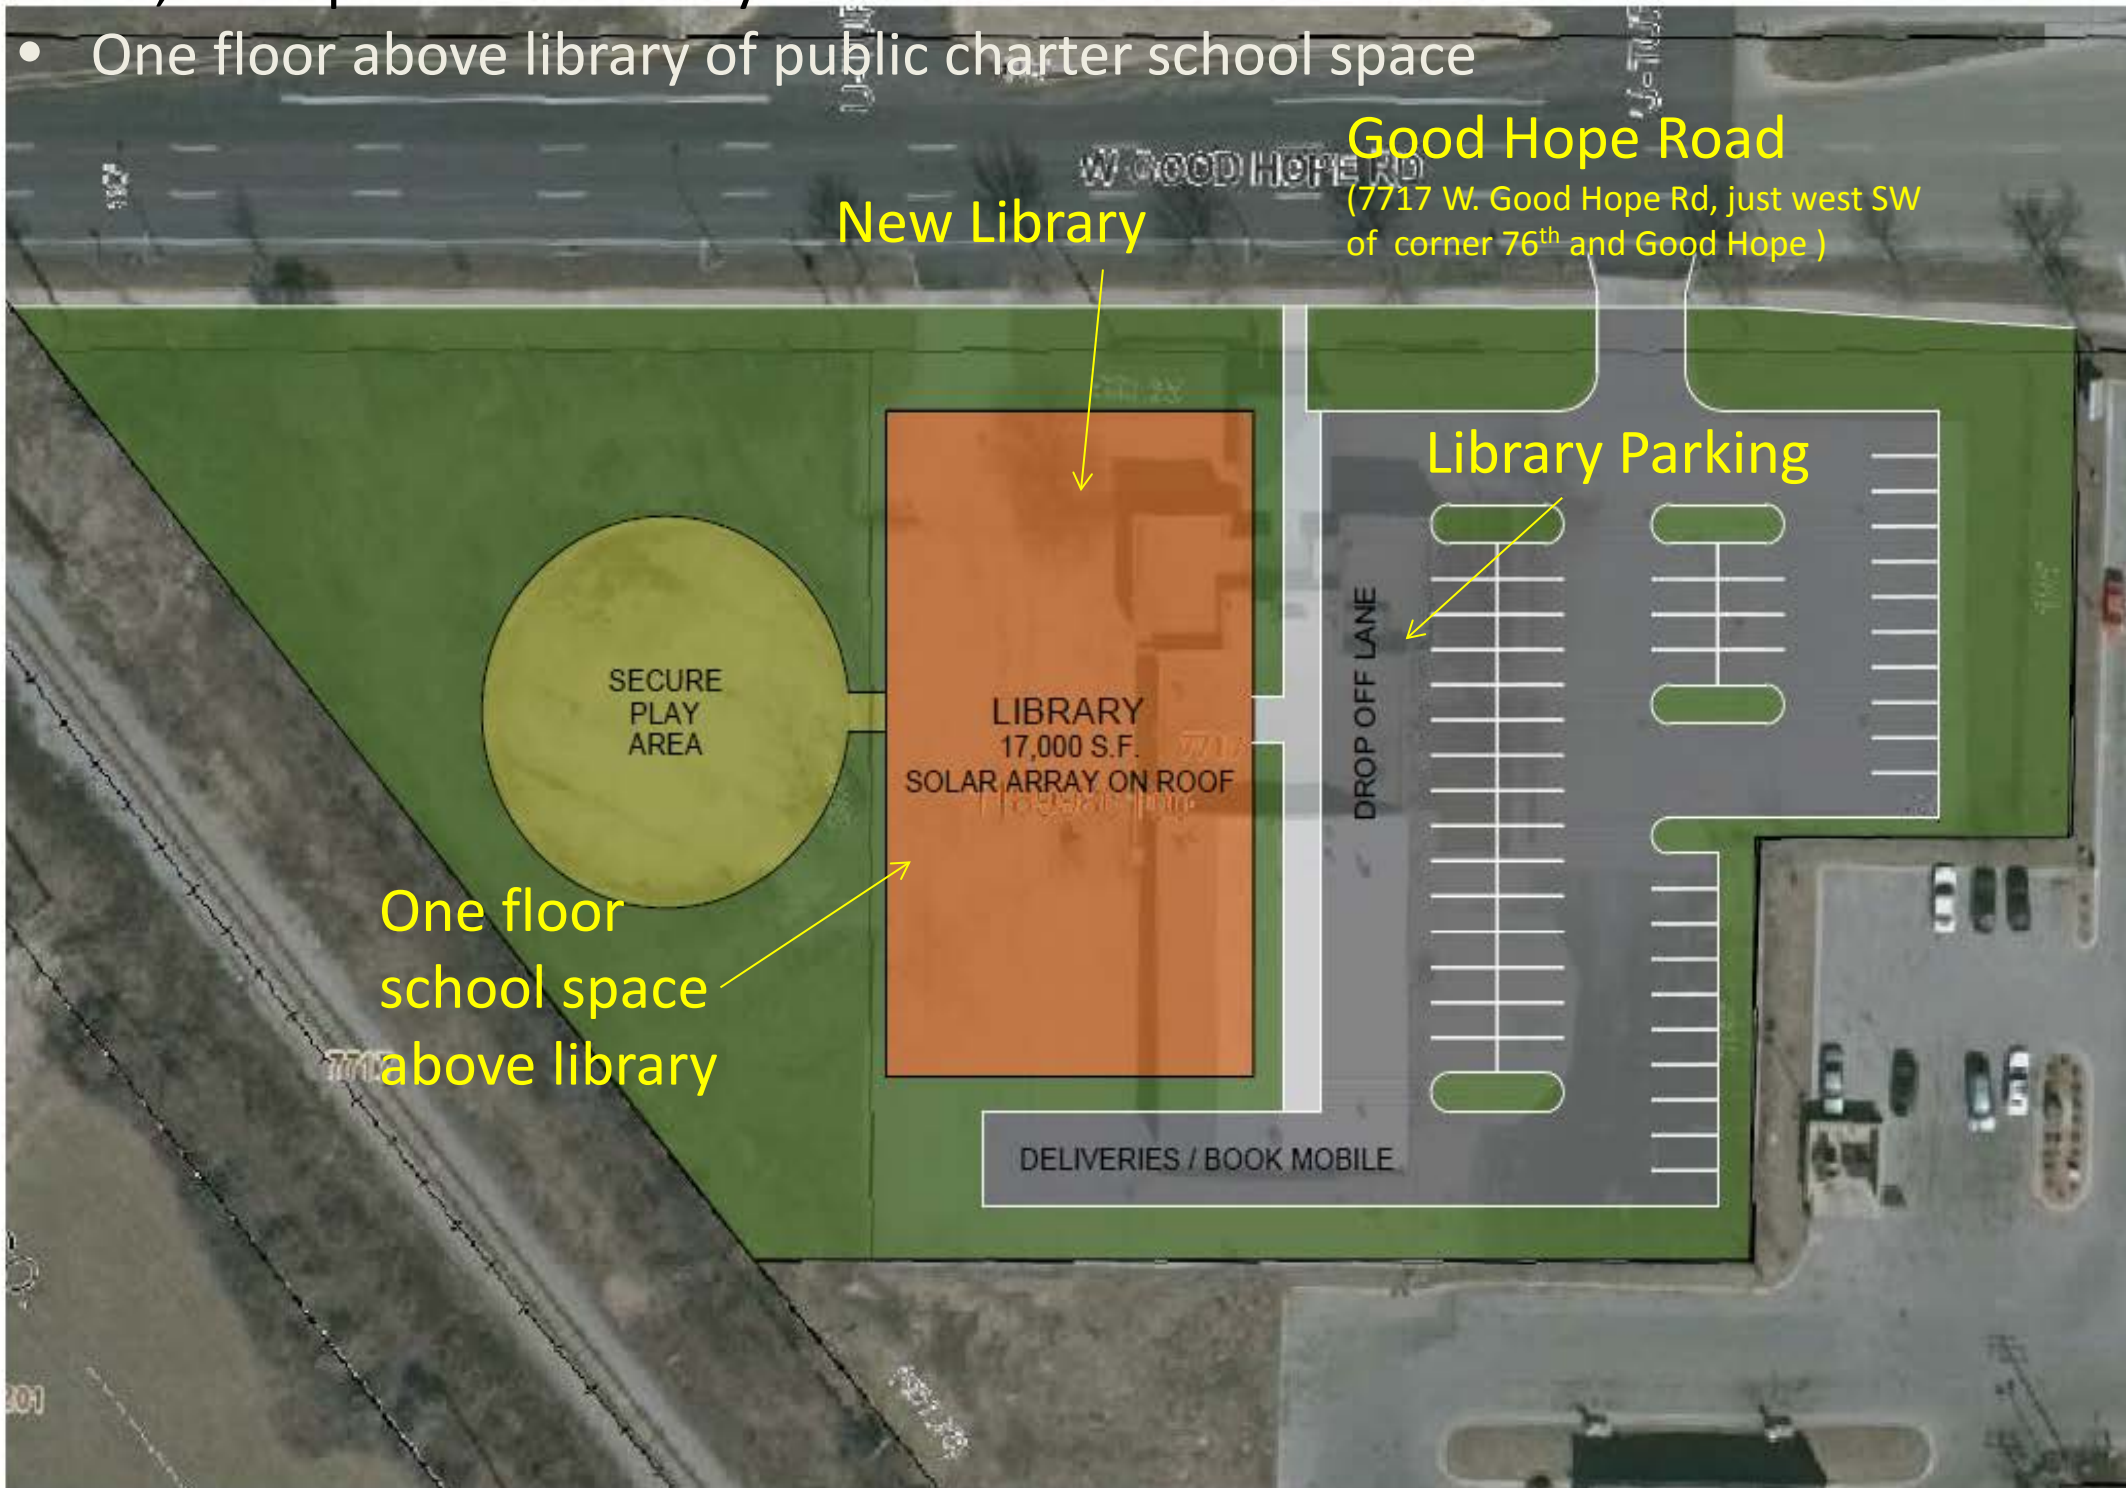 • One floor above library of public charter school space
U-TURN
W GOOD HOPE RD
Good Hope Road
(7717 W. Good Hope Rd, just west SW
of corner 76th and Good Hope )
New Library
Library Parking
SECURE
PLAY
AREA
LIBRARY
17,000 S.F.
SOLAR ARRAY ON ROOF
DROP OFF LANE
One floor
school space
above library
DELIVERIES / BOOK MOBILE